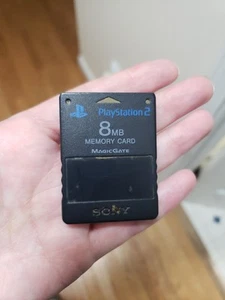 PlayStation 2
8MB
MEMORY CARD
MAGICGATE
SONY